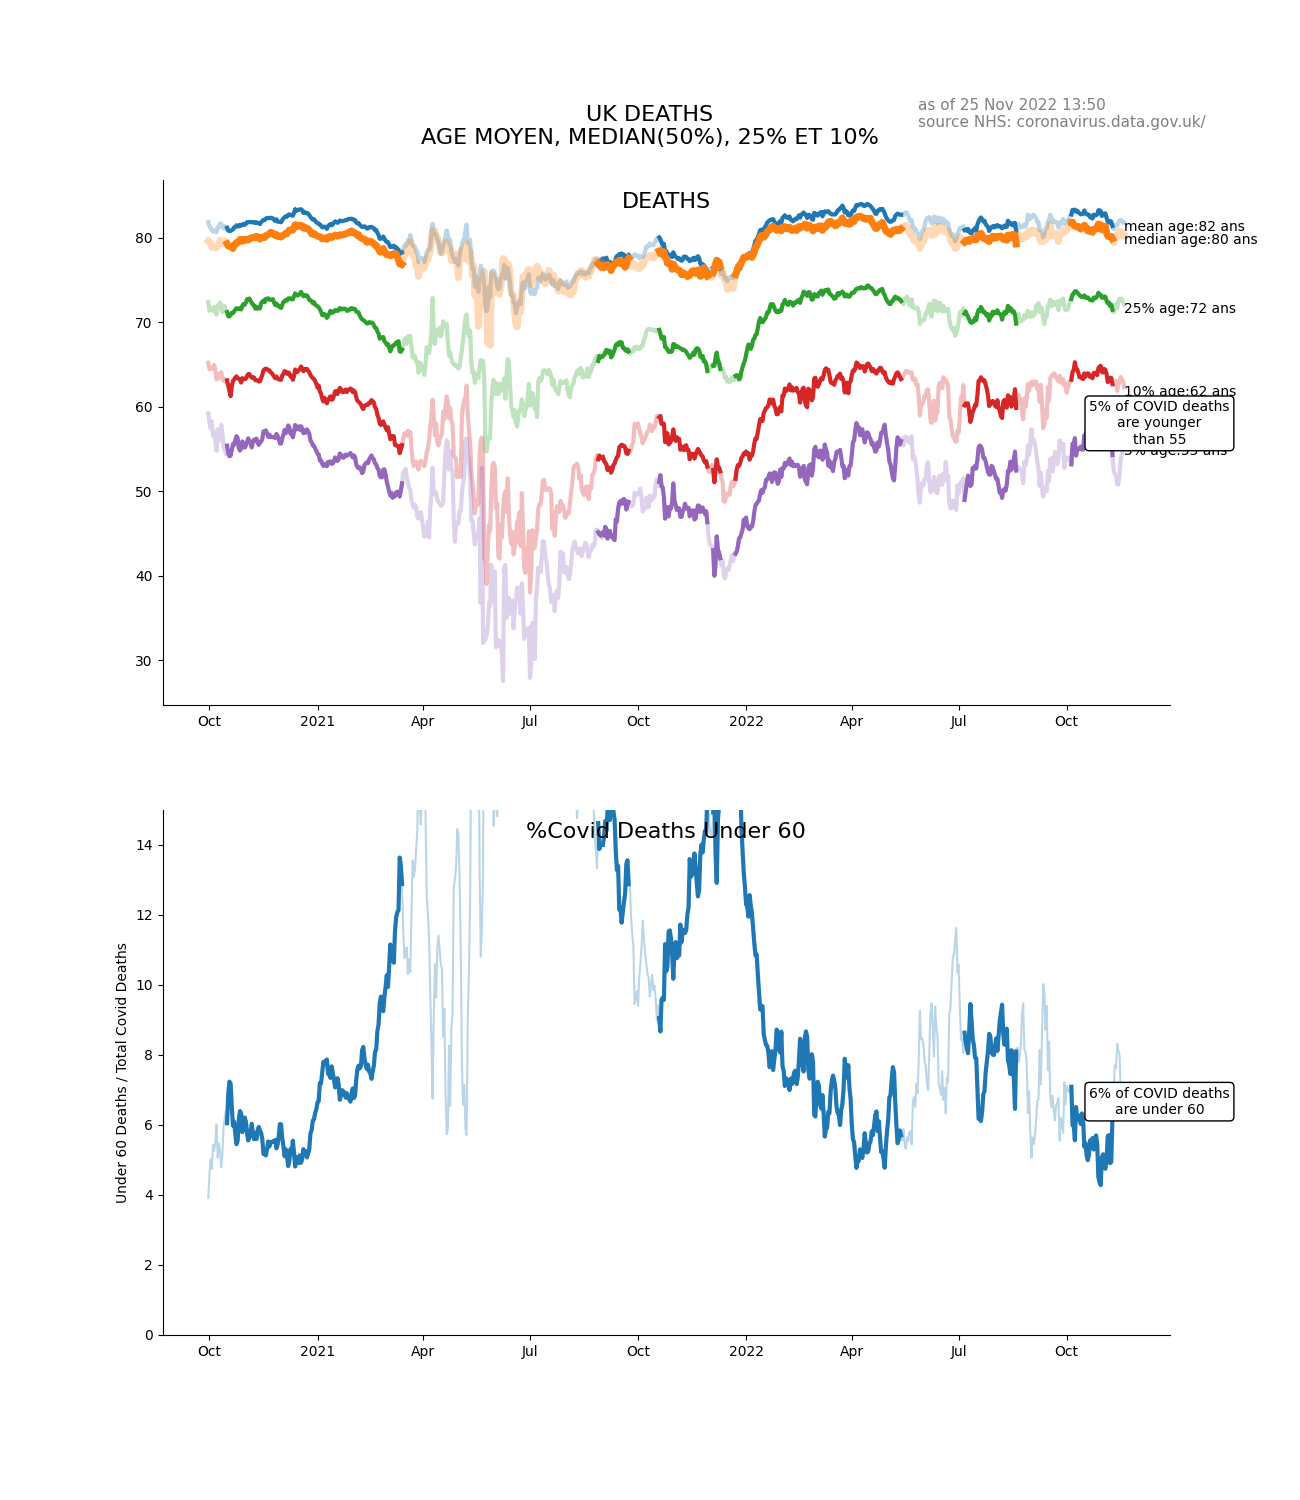 UK DEATHS
AGE MOYEN, MEDIAN(50%), 25% ET 10%
as of 25 Nov 2022 13:50
source NHS: coronavirus.data.gov.uk/
DEATHS
80
70
60
50
40
30
mean age:82 ans
median age:80 ans
25% age:72 ans
10% age:62 ans
5% of COVID deaths
are younger
than 55
Oct
2021
Apr
Jul
Oct
2022
Apr
Jul
Oct
%Covid Deaths Under 60
Under 60 Deaths / Total Covid Deaths
14
12
10
8
6
4
2
0
6% of COVID deaths
are under 60
Oct
2021
Apr
Jul
Oct
2022
Apr
Jul
Oct